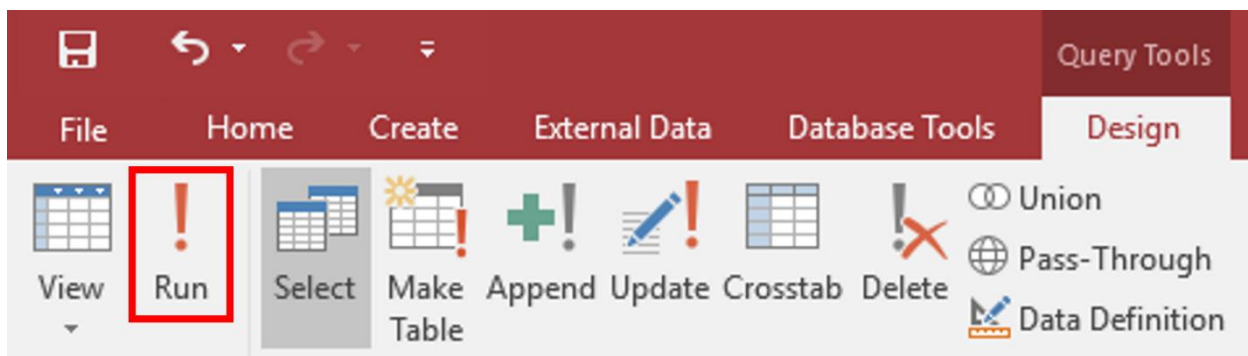 Query Tools
File Home Create External Data Database Tools Design
View Run Select Make Table Append Update Crosstab Delete
Union
Pass-Through
Data Definition